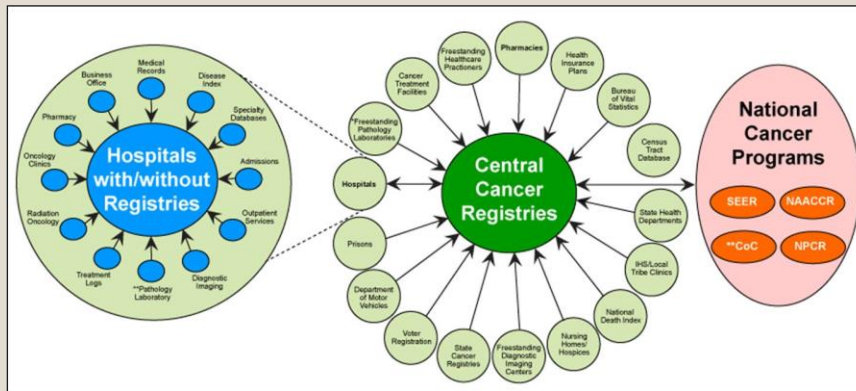 Medical
Records
Disease
Index
Specialty
Databases
Admissions
Outpatient
Services
Diagnostic
Imaging
**Pathology
Laboratory
Treatment
Logs
Radiation
Oncology
Oncology
Clinics
Pharmacy
Business
Office
Hospitals
with/without
Registries
Pharmacies
Health
Insurance
Plans
Bureau
of Vital
Statistics
Census
Tract
Database
State Health
Departments
IHS/Local
Tribe Clinics
National
Death Index
Nursing
Homes/
Hospices
Freestanding
Diagnostic
Imaging
Centers
State
Cancer
Registries
Voter
Registration
Department
of Motor
Vehicles
Prisons
Hospitals
*Freestanding
Pathology
Laboratories
Cancer
Treatment
Facilities
Freestanding
Healthcare
Practioners
Central
Cancer
Registries
National
Cancer
Programs
SEER
NAACCR
**CoC
NPCR